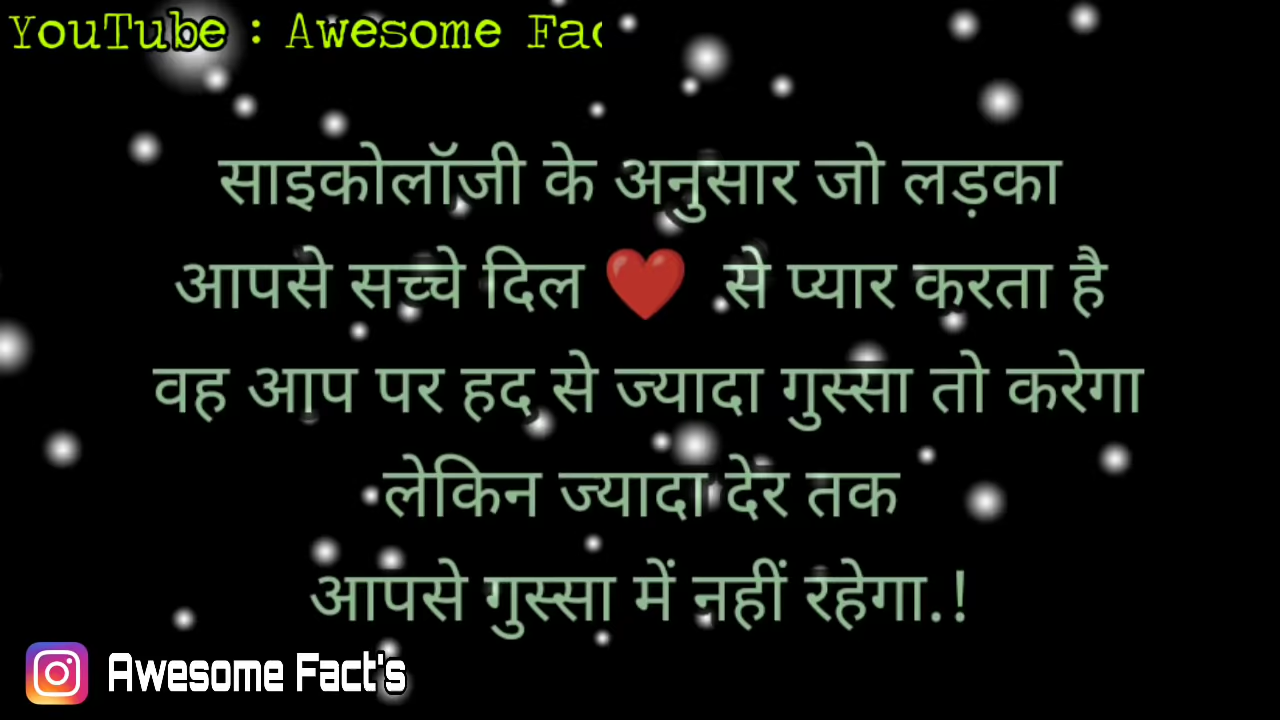 YouTube : Awesome Fac
साइकोलॉजी के अनुसार जो लड़का
आपसे सच्चे दिल ❤️ से प्यार करता है
वह आप पर हद से ज्यादा गुस्सा तो करेगा
लेकिन ज्यादा देर तक
आपसे गुस्सा में नहीं रहेगा.!
Awesome Fact's